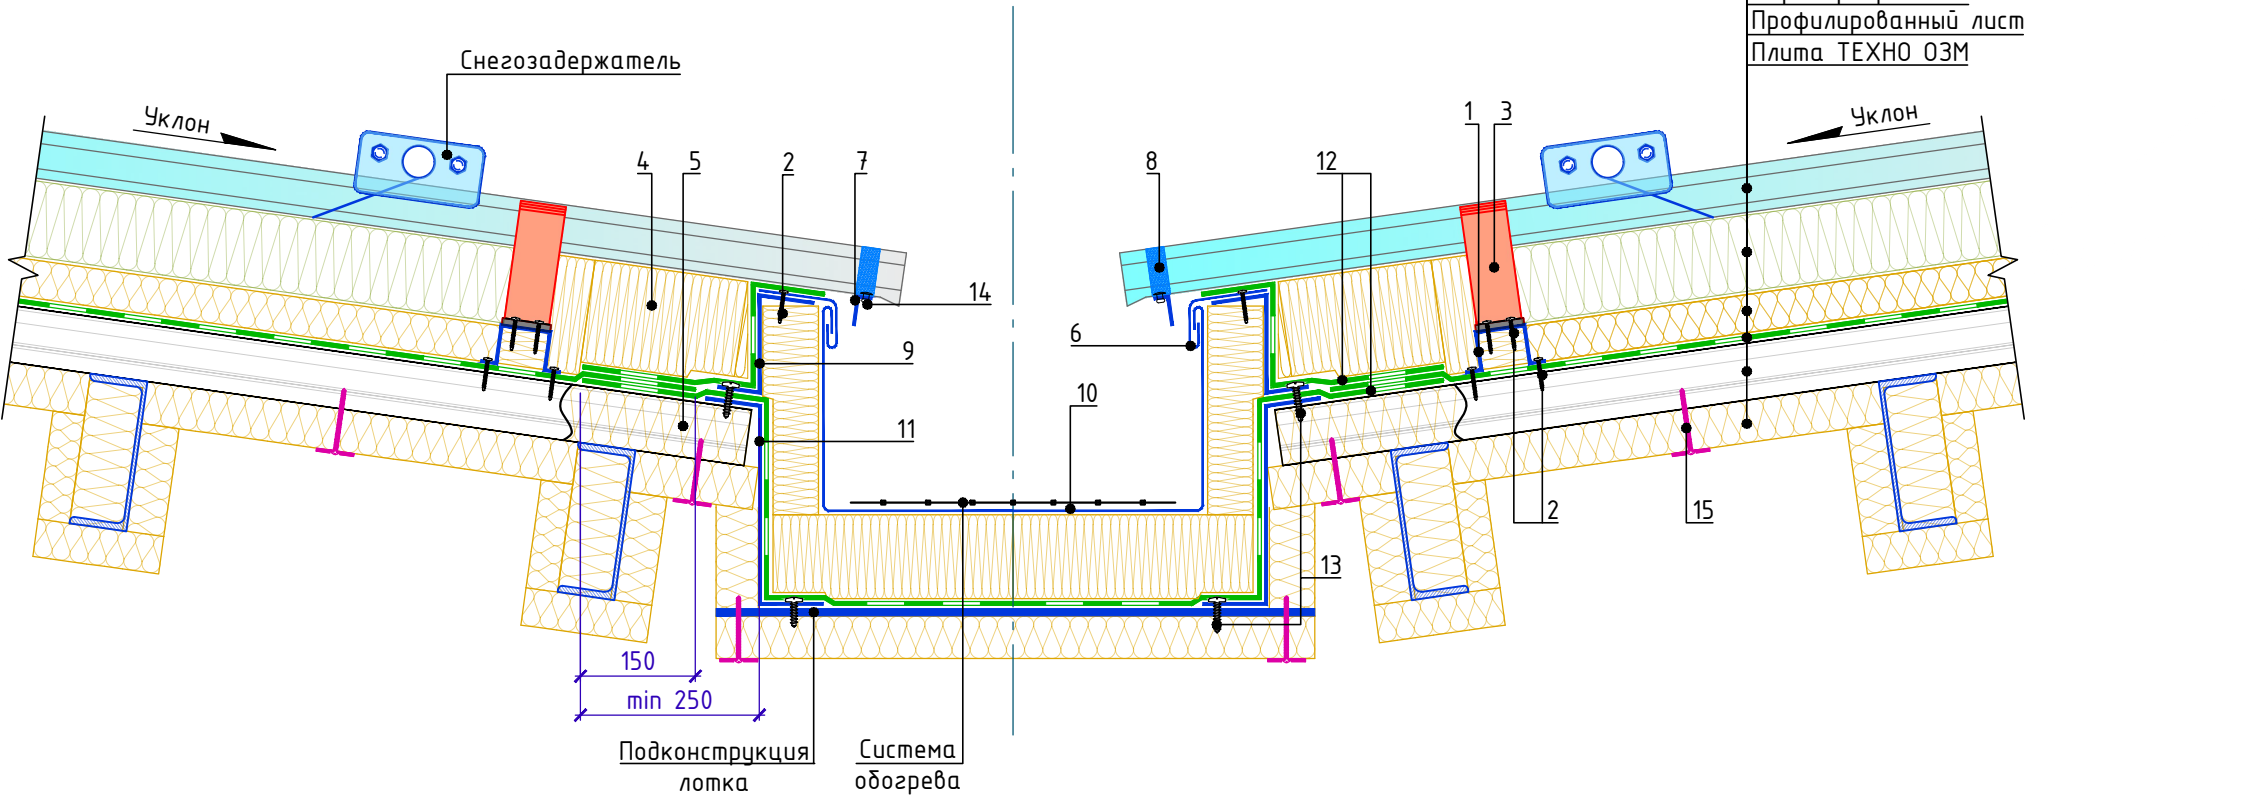 Профилированный лист
Плита ТЕХНО ОЗМ
Снегозадержатель
Уклон
Уклон
1
3
4
5
2
7
8
12
14
6
9
10
11
15
2
13
150
min 250
Подконструкция
лотка
Система
обогрева